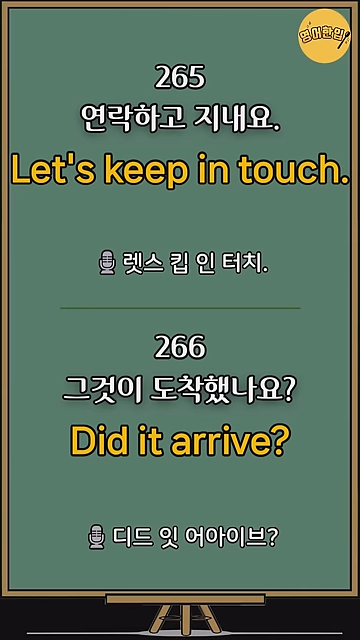 영어한입
265
연락하고 지내요.
Let's keep in touch.
렛스 킵 인 터치.
266
그것이 도착했나요?
Did it arrive?
디드 잇 어아이브?